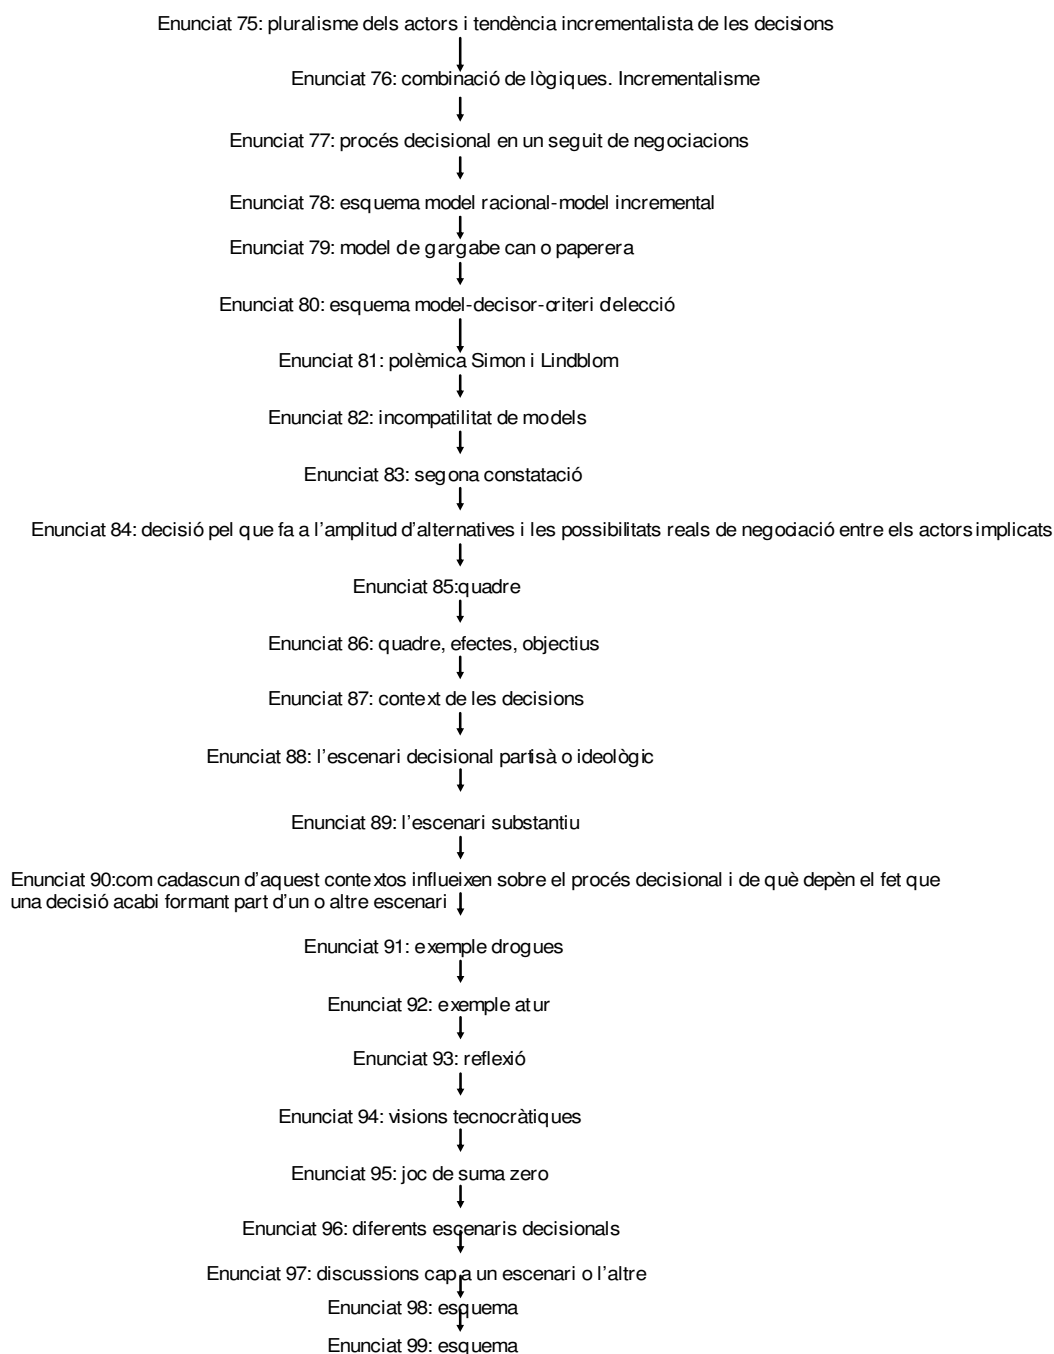 Enunciat 75: pluralisme dels actors i tendència incrementalista de les decisions
Enunciat 76: combinació de lògiques. Incrementalisme
Enunciat 77: procés decisional en un seguit de negociacions
Enunciat 78: esquema model racional-model incremental
Enunciat 79: model de gargabe can o paperera
Enunciat 80: esquema model-decisor-criteri d'elecció
Enunciat 81: polèmica Simon i Lindblom
Enunciat 82: incompatilitat de models
Enunciat 83: segona constatació
Enunciat 84: decisió pel que fa a l'amplitud d'alternatives i les possibilitats reals de negociació entre els actors implicats
Enunciat 85:quadre
Enunciat 86: quadre, efectes, objectius
Enunciat 87: context de les decisions
Enunciat 88: l'escenari decisional partisà o ideològic
Enunciat 89: l'escenari substantiu
Enunciat 90:com cadascun d'aquest contextos influeixen sobre el procés decisional i de què depèn el fet que
una decisió acabi formant part d'un o altre escenari
Enunciat 91: exemple drogues
Enunciat 92: exemple atur
Enunciat 93: reflexió
Enunciat 94: visions tecnocràtiques
Enunciat 95: joc de suma zero
Enunciat 96: diferents escenaris decisionals
Enunciat 97: discussions cap a un escenari o l'altre
Enunciat 98: esquema
Enunciat 99: esquema